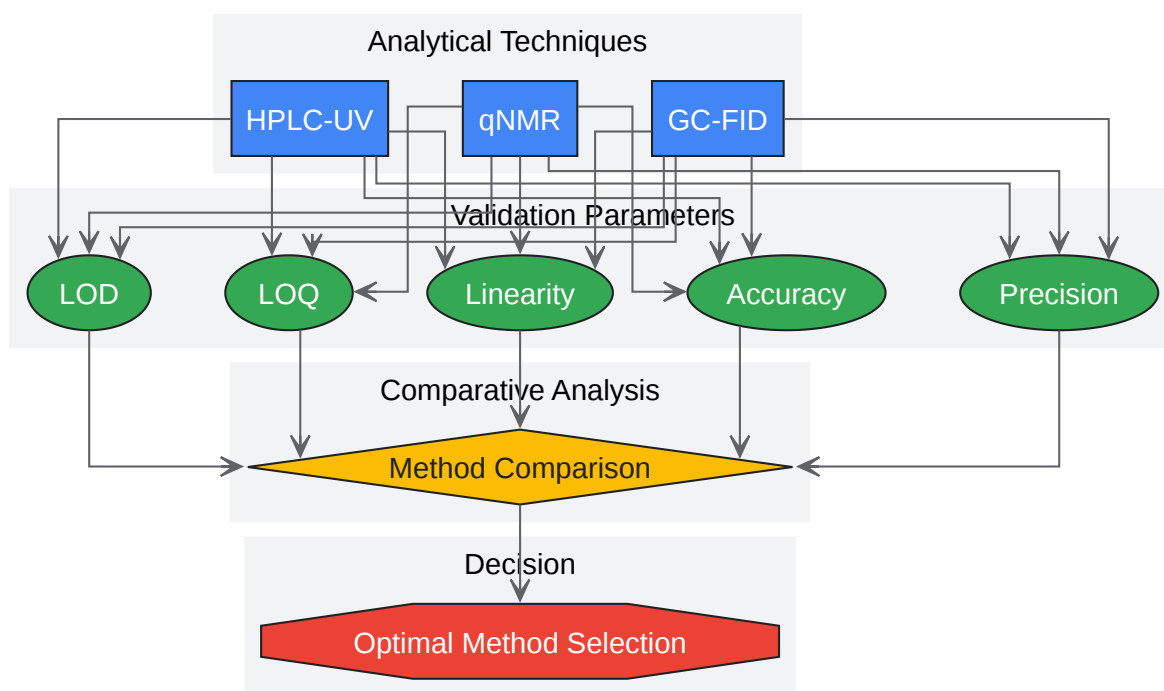 Analytical Techniques
HPLC-UV
qNMR
GC-FID
Validation Parameters
LOD
LOQ
Linearity
Accuracy
Precision
Comparative Analysis
Method Comparison
Decision
Optimal Method Selection